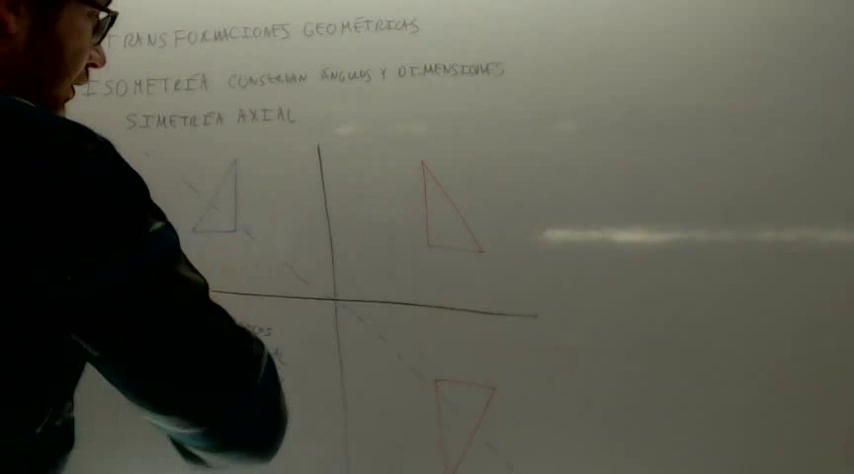 TRANSFORMACIONES GEOMÉTRICAS
ISOMETRÍA CONSERVAN ÁNGULOS Y DIMENSIONES
SIMETRÍA AXIAL